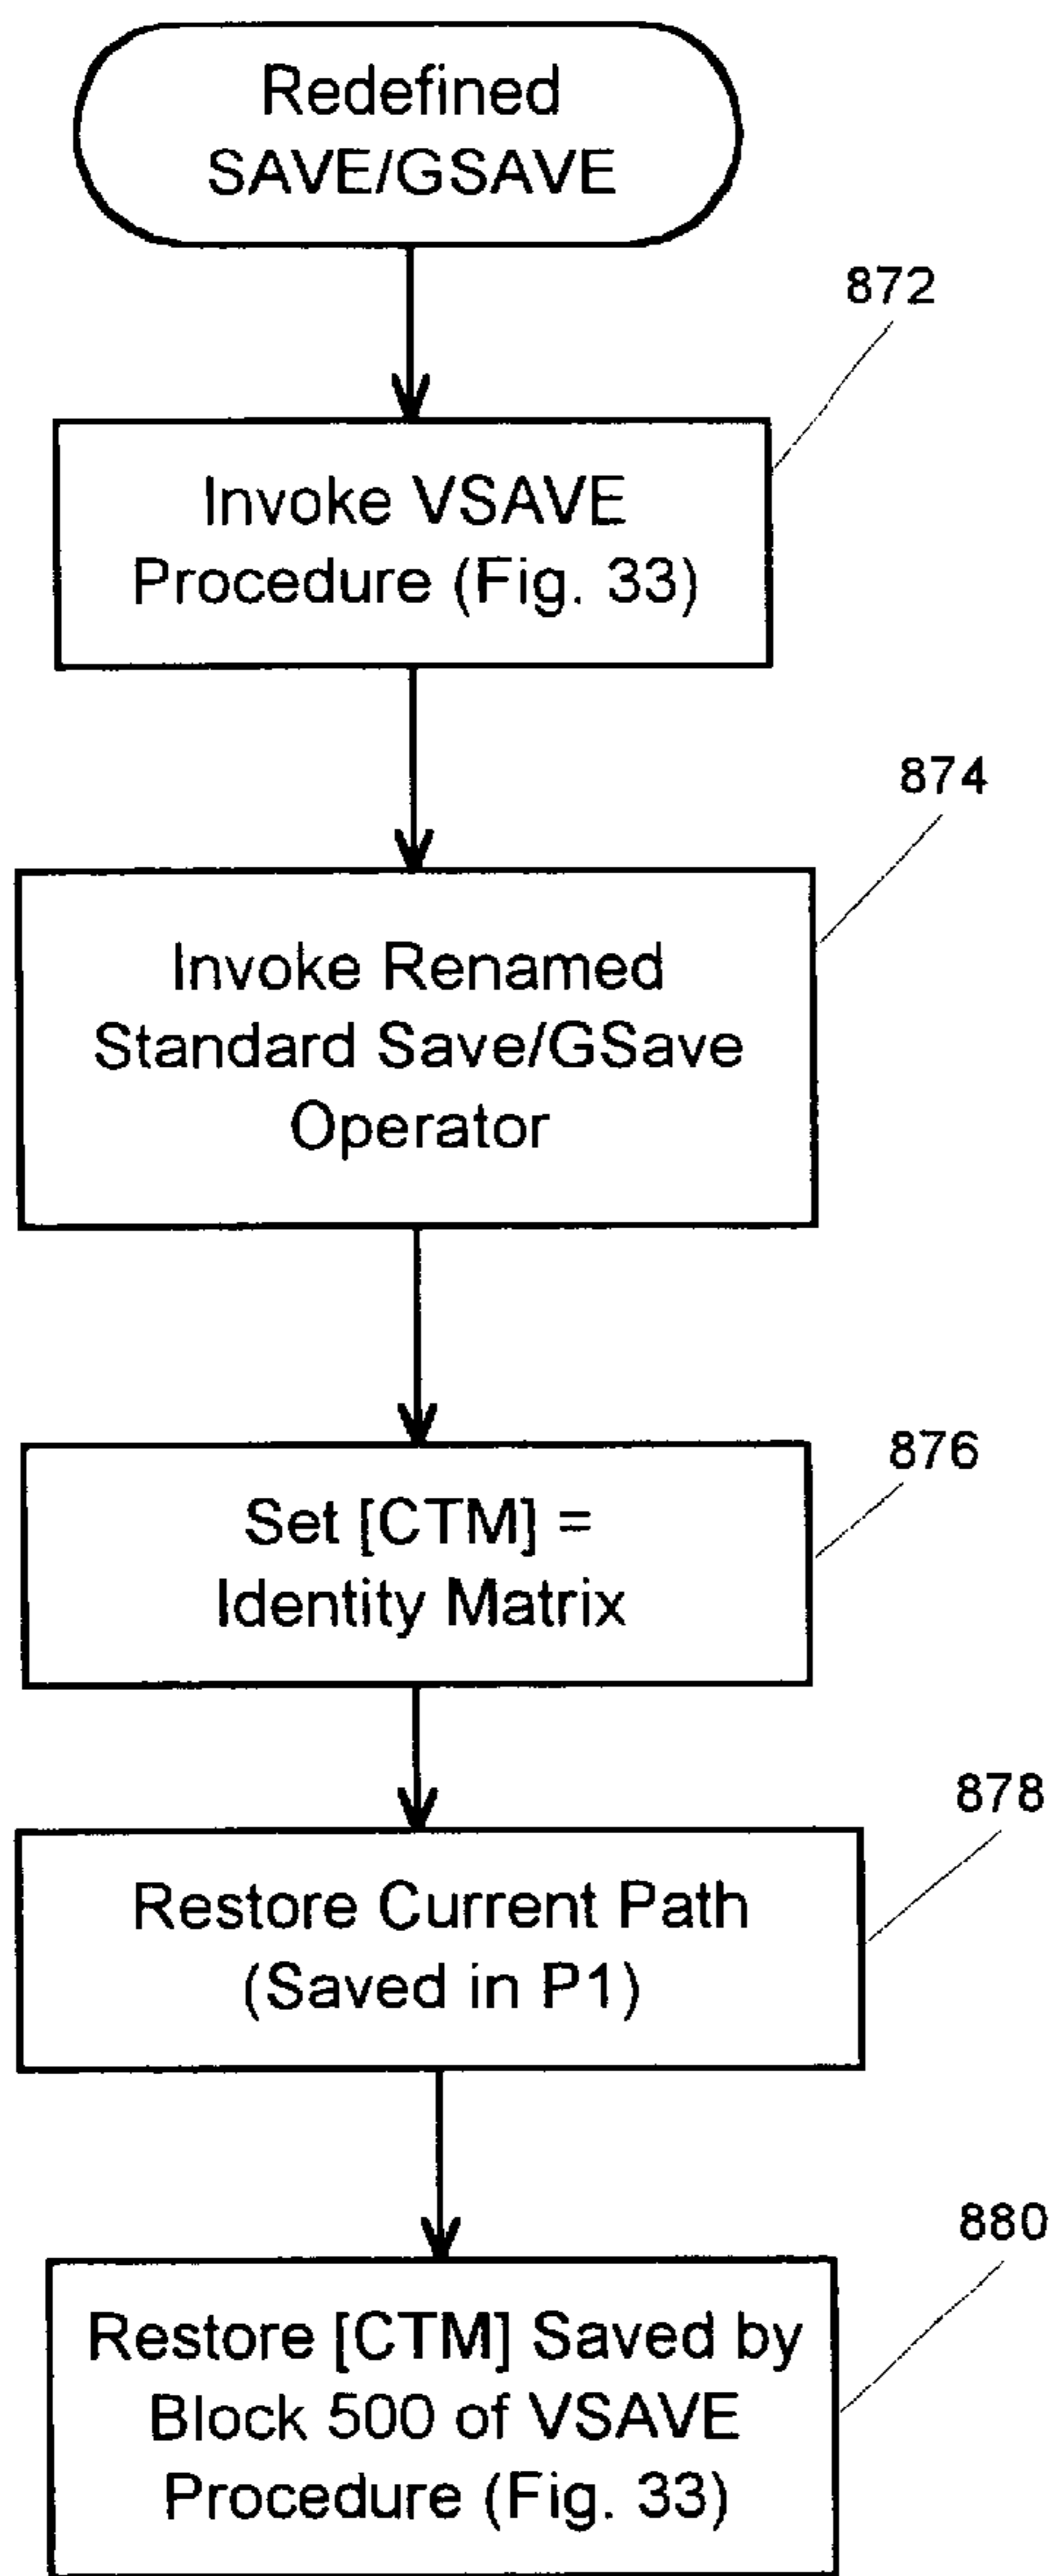 Redefined
SAVE/GSAVE
872
Invoke VSAVE
Procedure (Fig. 33)
874
Invoke Renamed
Standard Save/GSave
Operator
876
Set [CTM] =
Identity Matrix
878
Restore Current Path
(Saved in P1)
880
Restore [CTM] Saved by
Block 500 of VSAVE
Procedure (Fig. 33)